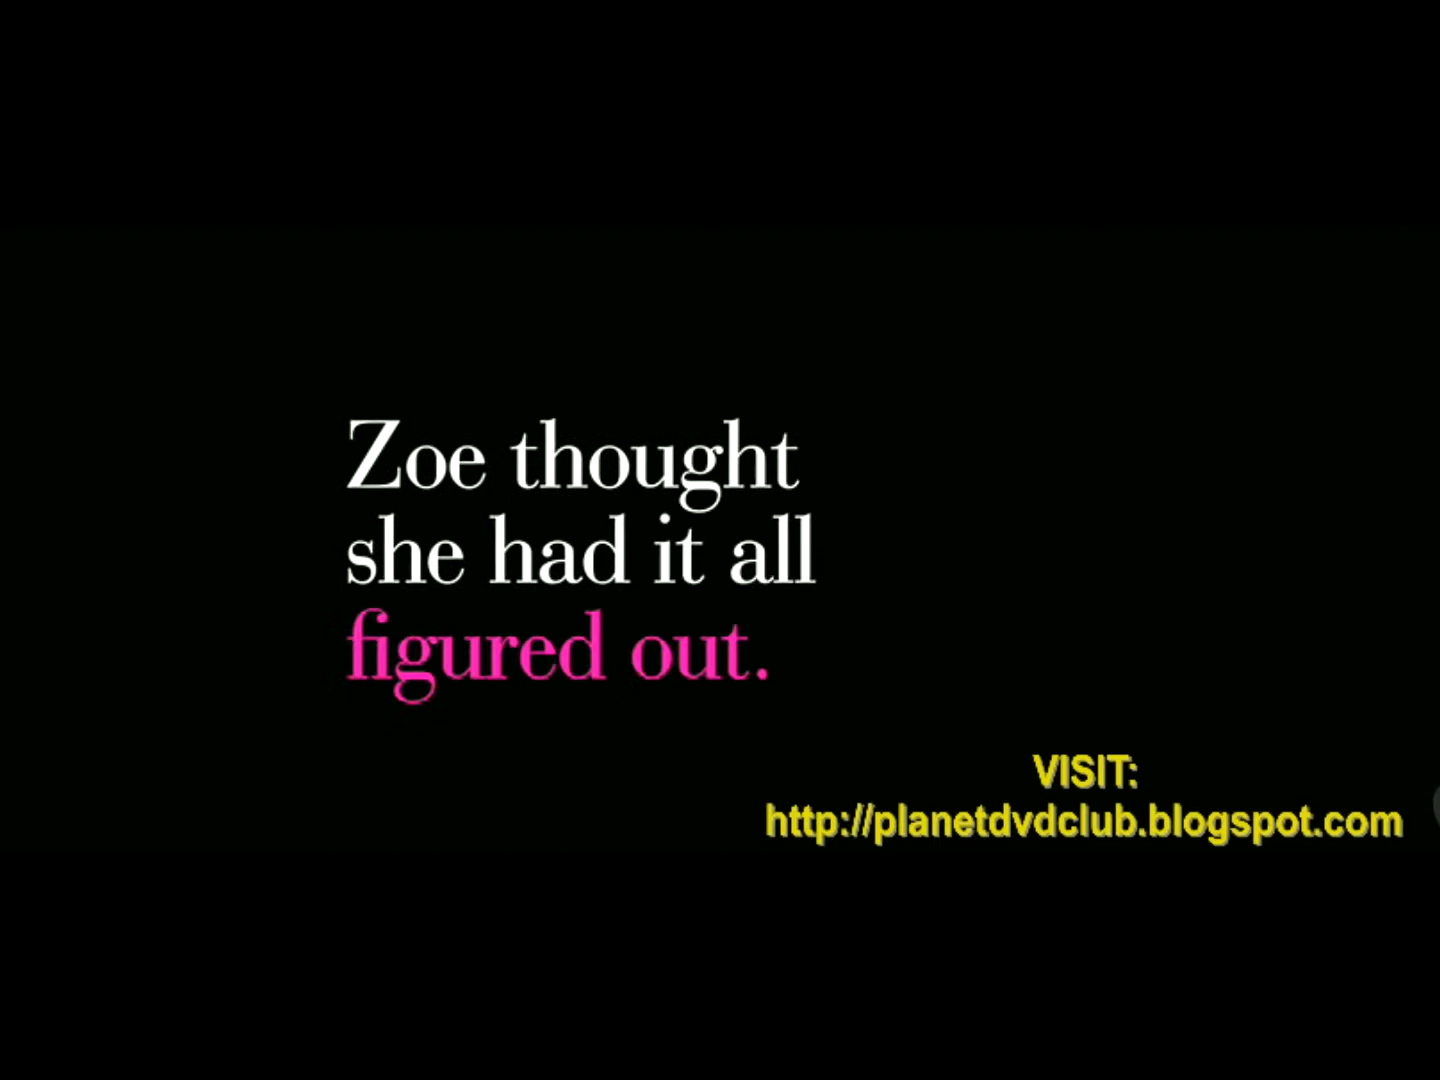 Zoe thought
she had it all
figured out.
VISIT:
http://planetdvdclub.blogspot.com